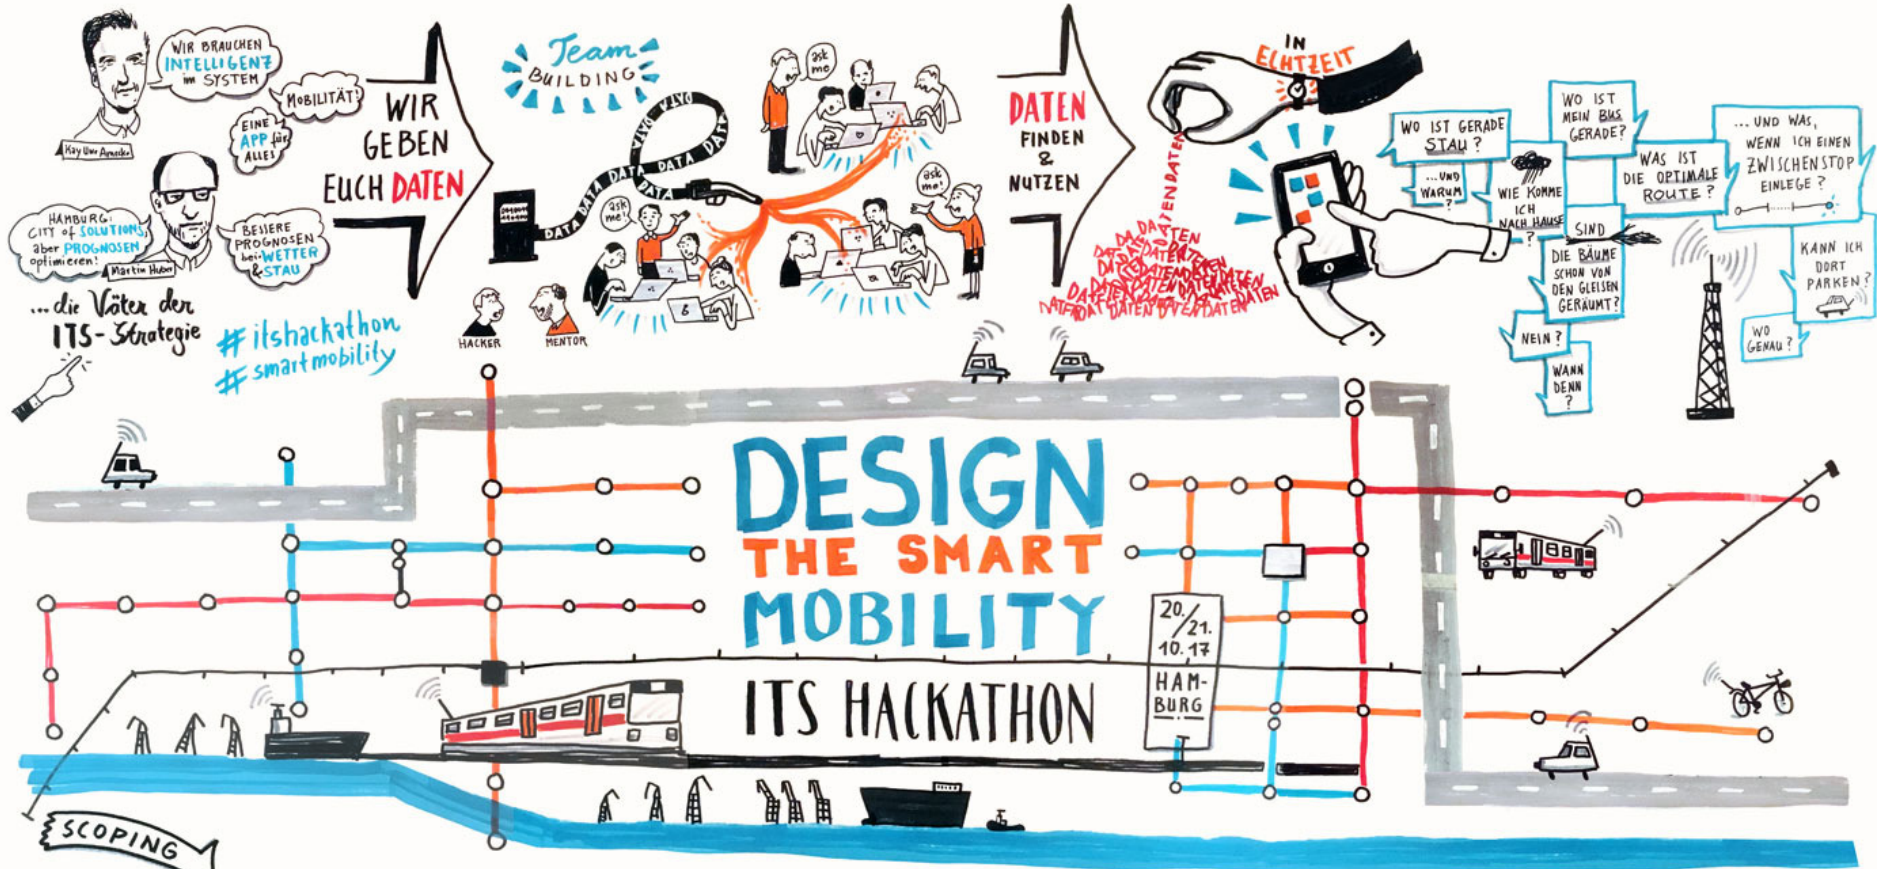 WIR BRAUCHEN
INTELLIGENZ
im SYSTEM
MOBILITÄT!
EINE
APP für
ALLES
Kay Uwe Arnecke
HAMBURG:
CITY of SOLUTIONS,
aber PROGNOSEN
optimieren!
Martin Huber
BESSERE
PROGNOSEN
bei WETTER
& STAU
...die Väter der
ITS-Strategie
#itshackathon
#smartmobility
WIR
GEBEN
EUCH DATEN
Team
BUILDING
DATA DATA DATA DATA DATA DATA DATA
DATA
ask
me
ask
me!
ask
me!
HACKER
MENTOR
DATEN
FINDEN
&
NUTZEN
IN
ECHTZEIT
DATENDATEN
WO IST GERADE
STAU?
...UND
WARUM
?
WIE KOMME
ICH
NACH HAUSE
?
WO IST
MEIN BUS
GERADE?
WAS IST
DIE OPTIMALE
ROUTE?
...UND WAS,
WENN ICH EINEN
ZWISCHENSTOP
EINLEGE?
SIND
DIE BÄUME
SCHON VON
DEN GLEISEN
GERÄUMT?
KANN ICH
DORT
PARKEN?
WO
GENAU?
NEIN?
WANN
DENN
?
DESIGN
THE SMART
MOBILITY
ITS HACKATHON
20./
21.
10.17
HAM-
BURG
SCOPING